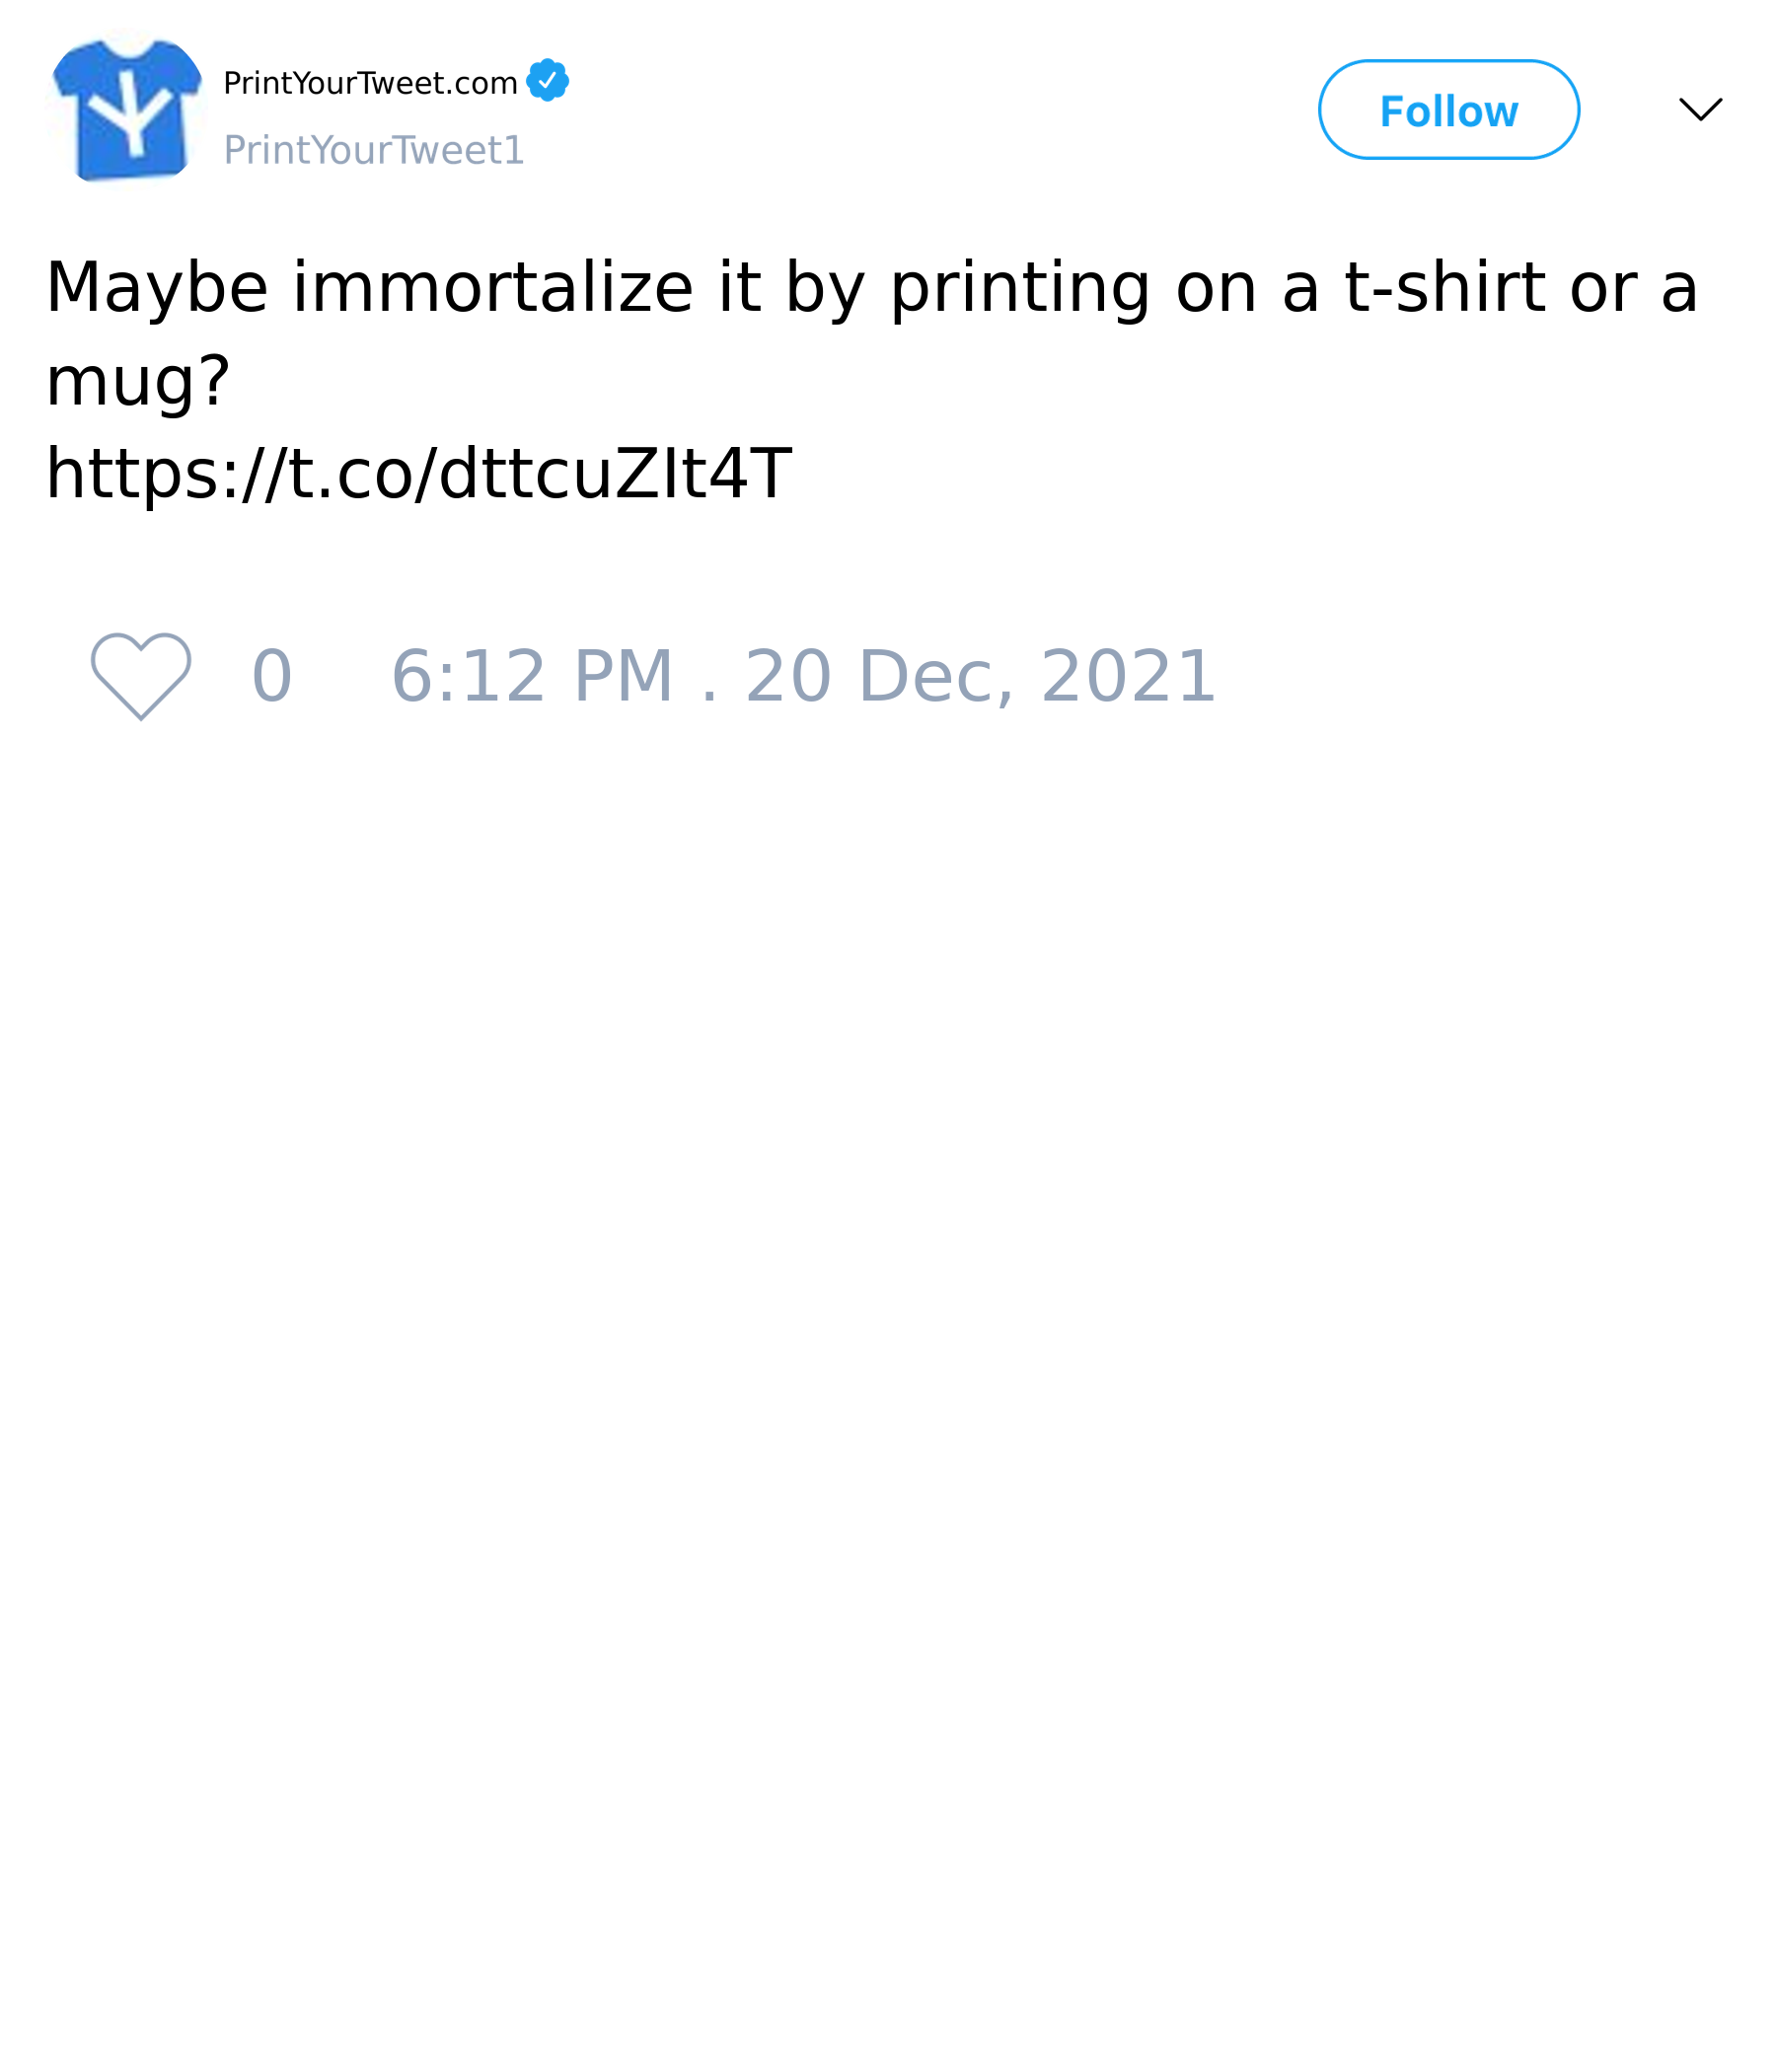 PrintYourTweet.com
PrintYourTweet1
Follow
Maybe immortalize it by printing on a t-shirt or a
mug?
https://t.co/dttcuZIt4T
0 6:12 PM . 20 Dec, 2021